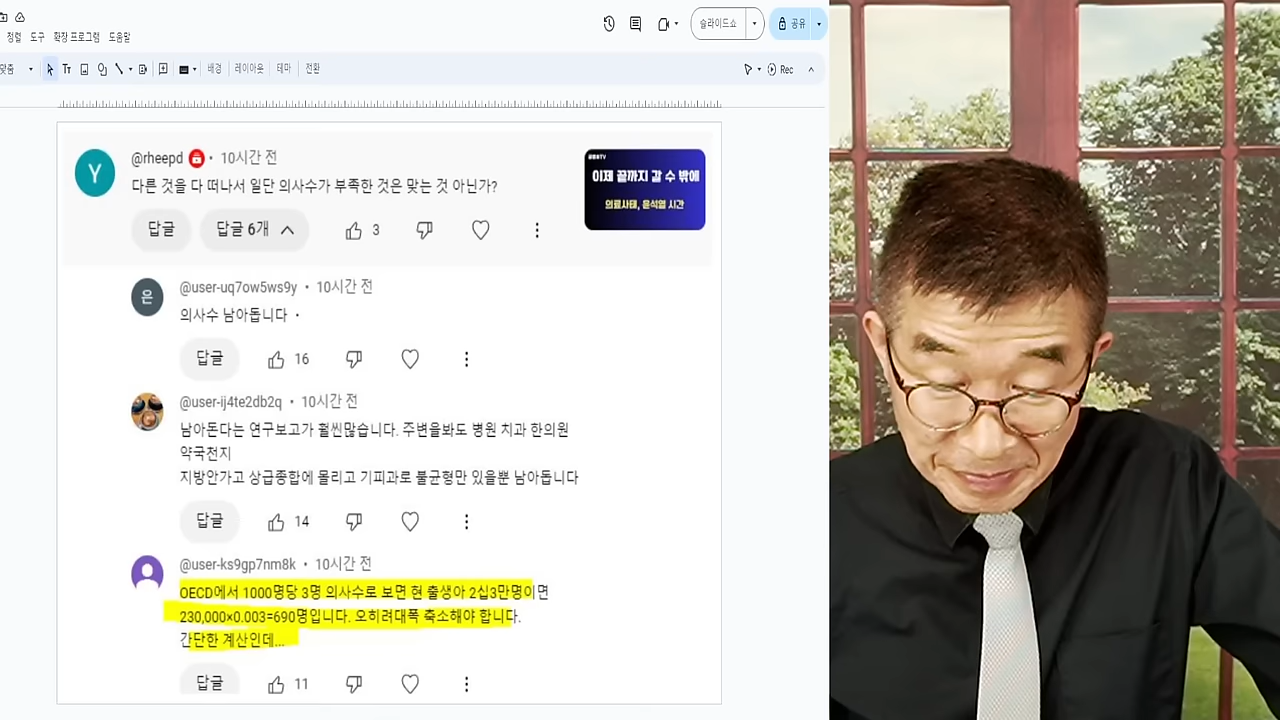 정렬 도구 확장 프로그램 도움말
슬라이드쇼
공유
맞춤
Tт
배경 레이아웃 테마 전환
Rec
Y
@rheepd · 10시간 전
다른 것을 다 떠나서 일단 의사수가 부족한 것은 맞는 것 아닌가?
답글 답글 6개 3
공병호TV
이제 끝까지 갈 수 밖에
의료사태, 윤석열 시간
은
@user-uq7ow5ws9y · 10시간 전
의사수 남아돕니다 ·
답글 16
@user-ij4te2db2q · 10시간 전
남아돈다는 연구보고가 훨씬많습니다. 주변을봐도 병원 치과 한의원
약국천지
지방안가고 상급종합에 몰리고 기피과로 불균형만 있을뿐 남아돕니다
답글 14
@user-ks9gp7nm8k · 10시간 전
OECD에서 1000명당 3명 의사수로 보면 현 출생아 2십3만명이면
230,000×0.003=690명입니다. 오히려대폭 축소해야 합니다.
간단한 계산인데...
답글 11